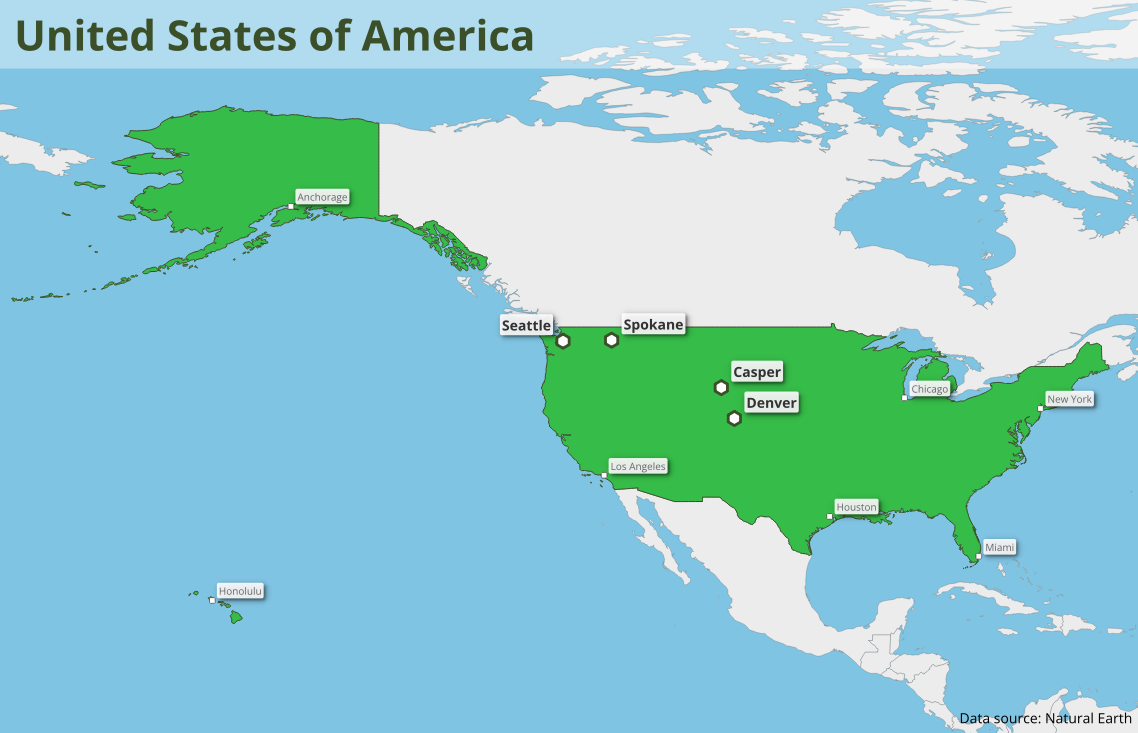 United States of America
Anchorage
Seattle
Spokane
Casper
Chicago
Denver
New York
Los Angeles
Houston
Miami
Honolulu
Data source: Natural Earth